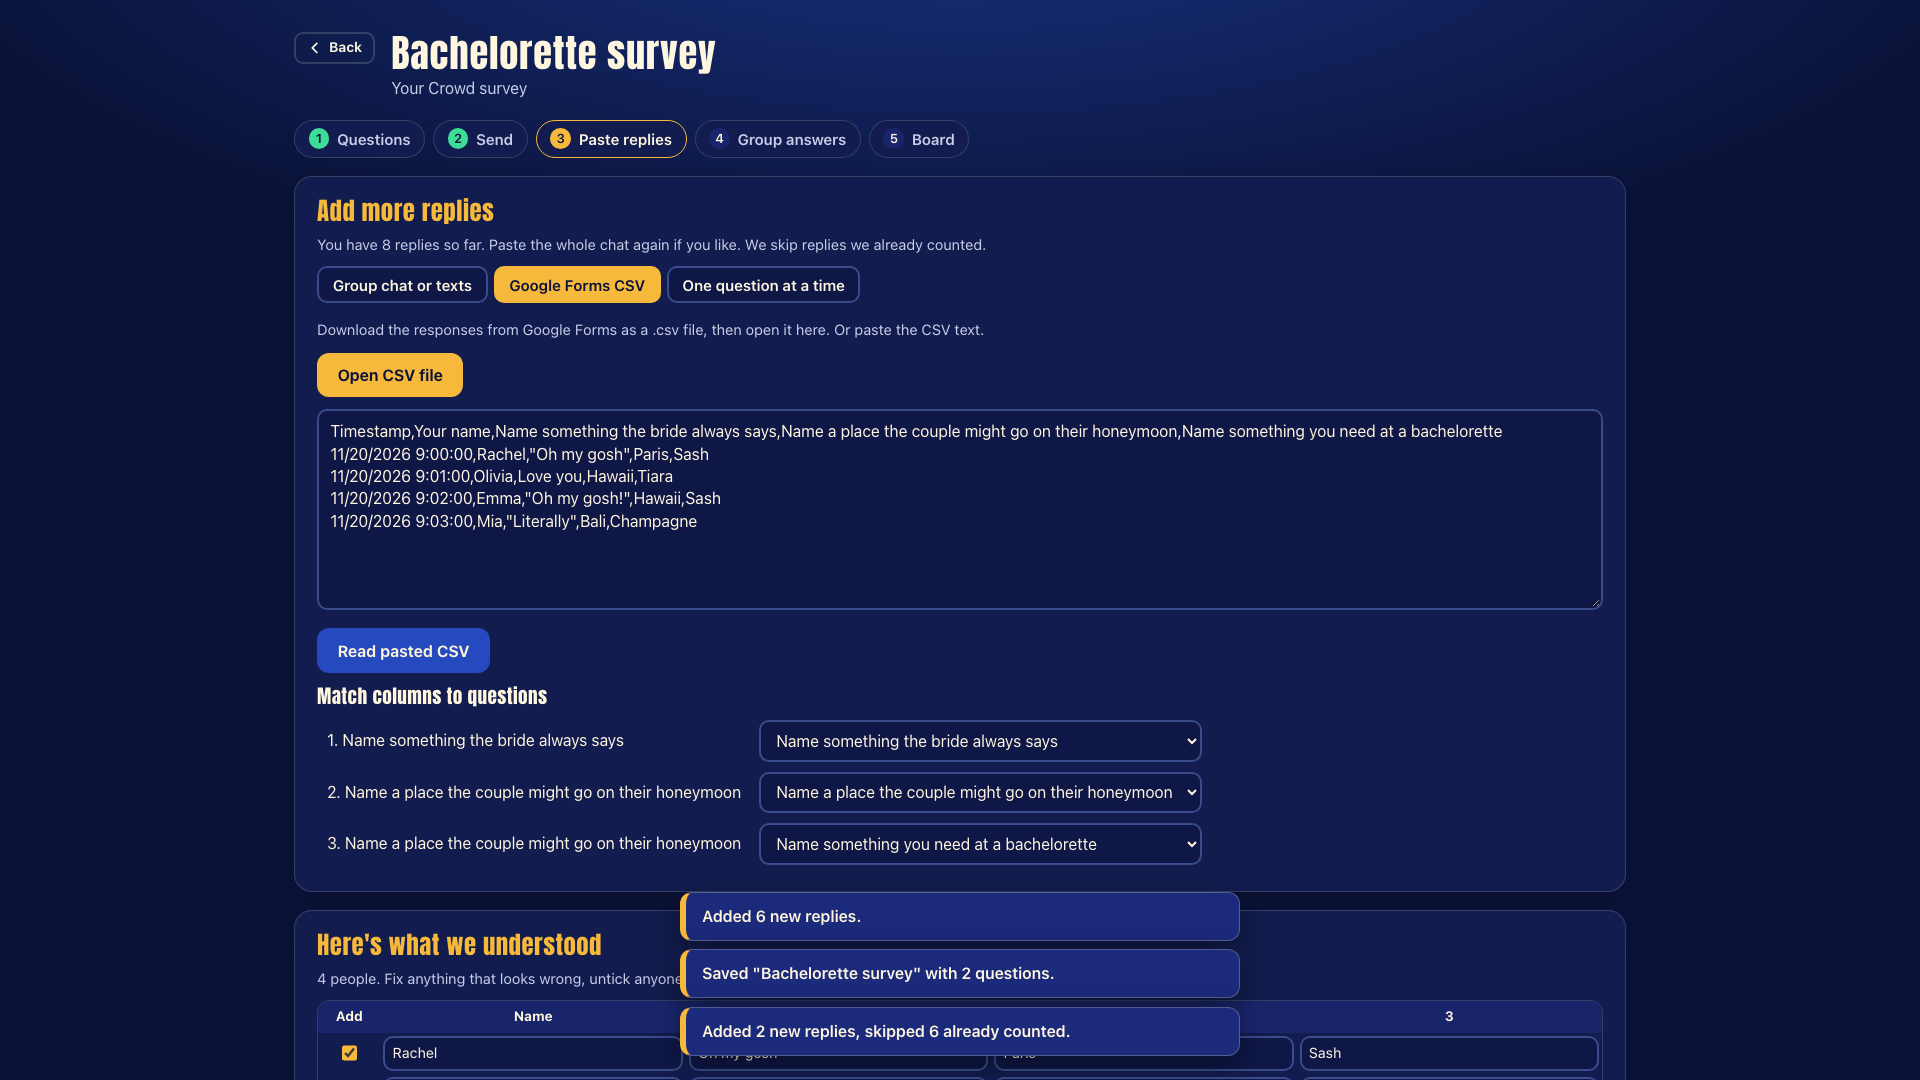 Back
Bachelorette survey
Your Crowd survey
1 Questions
2 Send
3 Paste replies
4 Group answers
5 Board
Add more replies
You have 8 replies so far. Paste the whole chat again if you like. We skip replies we already counted.
Group chat or texts
Google Forms CSV
One question at a time
Download the responses from Google Forms as a .csv file, then open it here. Or paste the CSV text.
Open CSV file
Timestamp,Your name,Name something the bride always says,Name a place the couple might go on their honeymoon,Name something you need at a bachelorette
11/20/2026 9:00:00,Rachel,"Oh my gosh",Paris,Sash
11/20/2026 9:01:00,Olivia,Love you,Hawaii,Tiara
11/20/2026 9:02:00,Emma,"Oh my gosh!",Hawaii,Sash
11/20/2026 9:03:00,Mia,"Literally",Bali,Champagne
Read pasted CSV
Match columns to questions
1. Name something the bride always says
Name something the bride always says
2. Name a place the couple might go on their honeymoon
Name a place the couple might go on their honeymoon
3. Name a place the couple might go on their honeymoon
Name something you need at a bachelorette
Added 6 new replies.
Here's what we understood
Saved "Bachelorette survey" with 2 questions.
4 people. Fix anything that looks wrong, untick anyone
Add
Name
3
Added 2 new replies, skipped 6 already counted.
Rachel
Sash